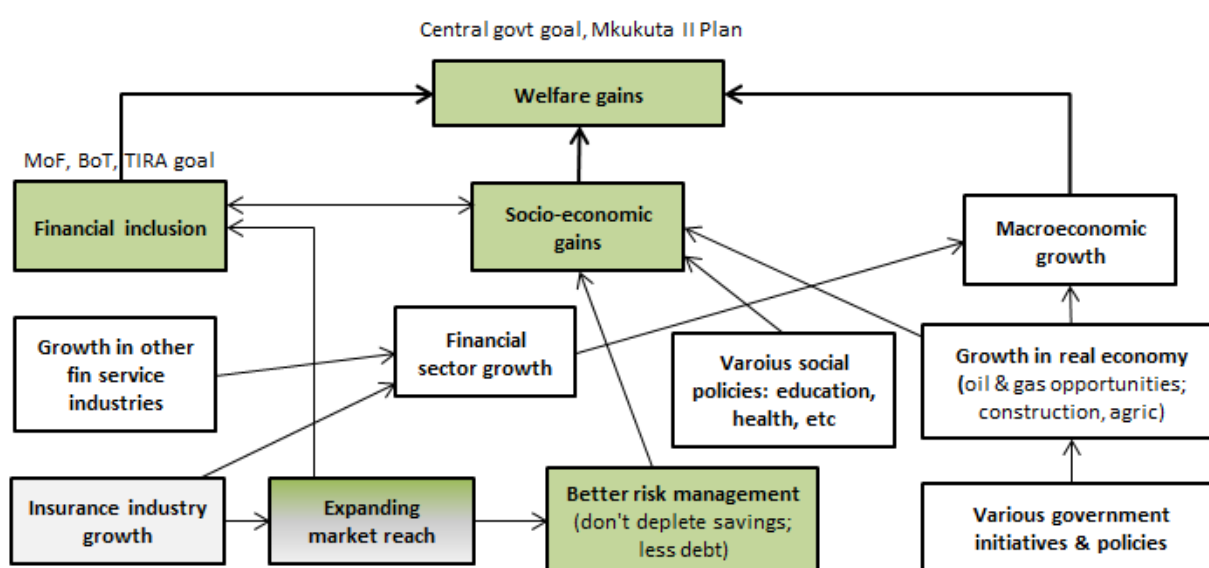 Central govt goal, Mkukuta II Plan
Welfare gains
MoF, BoT, TIRA goal
Financial inclusion
Socio-economic
gains
Macroeconomic
growth
Growth in other
fin service
industries
Financial
sector growth
Varoius social
policies: education,
health, etc
Growth in real economy
(oil & gas opportunities;
construction, agric)
Insurance industry
growth
Expanding
market reach
Better risk management
(don't deplete savings;
less debt)
Various government
initiatives & policies